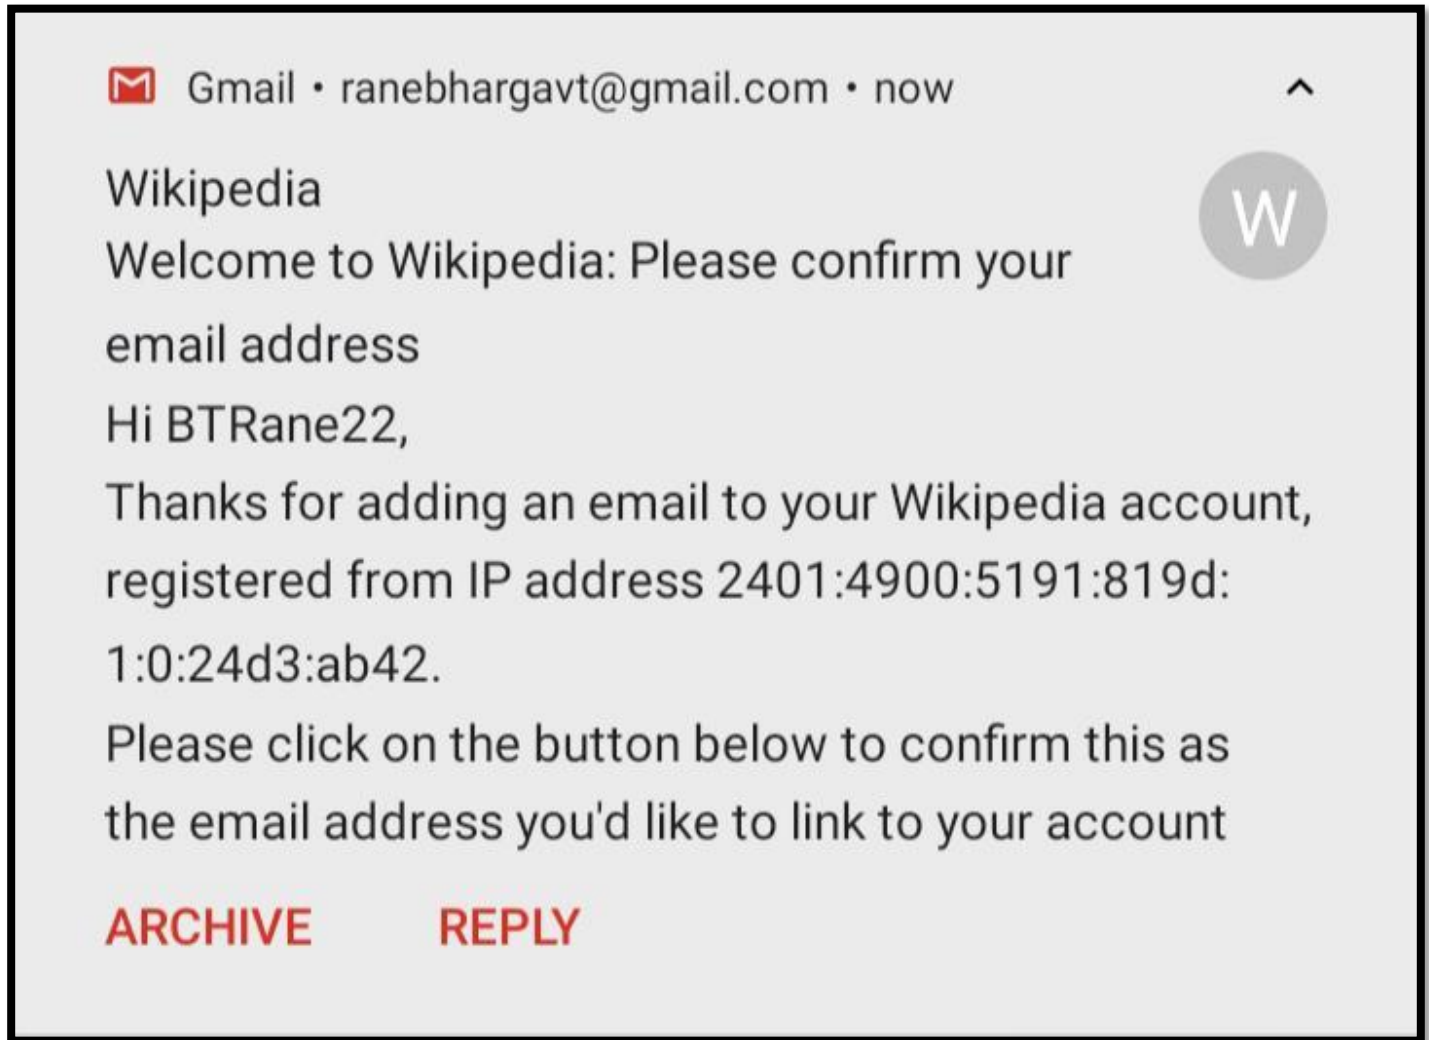 Gmail • ranebhargavt@gmail.com • now
Wikipedia
W
Welcome to Wikipedia: Please confirm your
email address
Hi BTRane22,
Thanks for adding an email to your Wikipedia account,
registered from IP address 2401:4900:5191:819d:
1:0:24d3:ab42.
Please click on the button below to confirm this as
the email address you'd like to link to your account
ARCHIVE REPLY